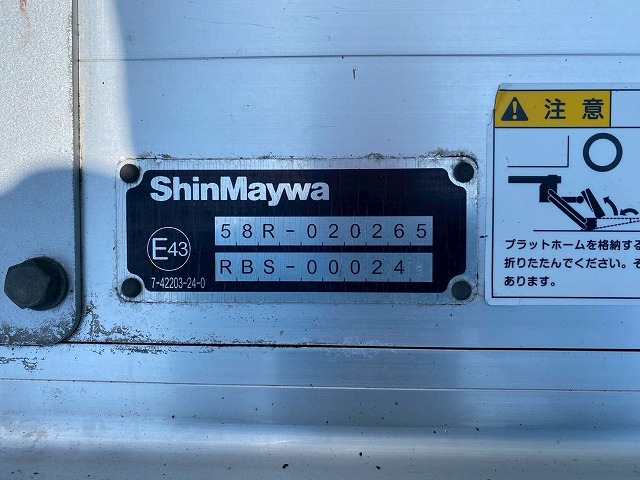 ShinMaywa
58R-020265
E43
RBS-00024
7-42203-24-0
注意
プラットホームを格納する
折りたたんでください。そ
あります。